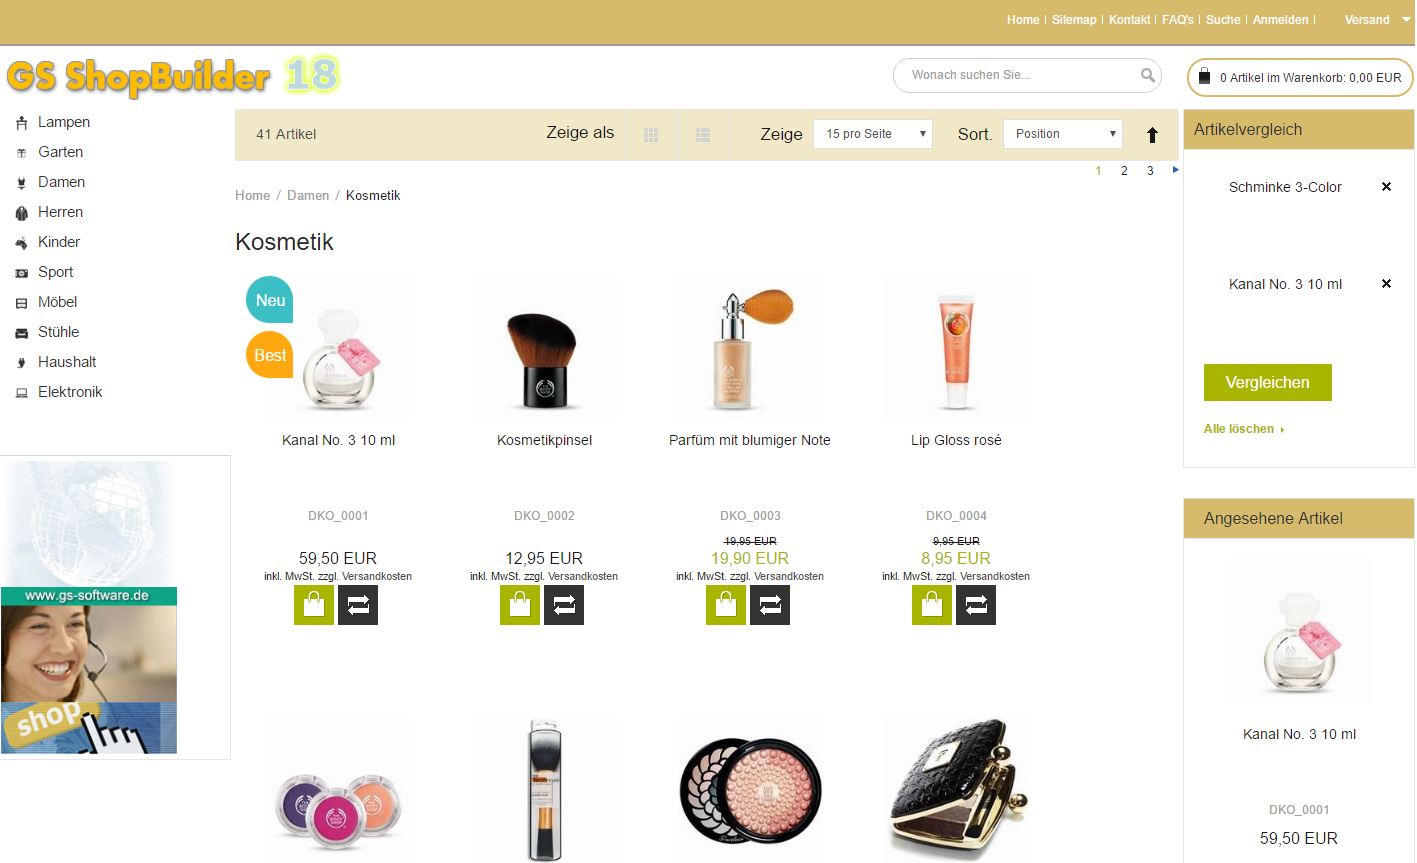 Home | Sitemap | Kontakt | FAQ's | Suche | Anmelden | Versand
GS ShopBuilder 18
Wonach suchen Sie...
0 Artikel im Warenkorb: 0,00 EUR
Lampen
Garten
Damen
Herren
Kinder
Sport
Möbel
Stühle
Haushalt
Elektronik
www.gs-software.de
shop
41 Artikel Zeige als Zeige 15 pro Seite Sort. Position
1 2 3
Home / Damen / Kosmetik
Kosmetik
Neu
Best
Kanal No. 3 10 ml
DKO_0001
59,50 EUR
inkl. MwSt. zzgl. Versandkosten
Kosmetikpinsel
DKO_0002
12,95 EUR
inkl. MwSt. zzgl. Versandkosten
Parfüm mit blumiger Note
DKO_0003
19,95 EUR
19,90 EUR
inkl. MwSt. zzgl. Versandkosten
Lip Gloss rosé
DKO_0004
9,95 EUR
8,95 EUR
inkl. MwSt. zzgl. Versandkosten
Artikelvergleich
Schminke 3-Color
Kanal No. 3 10 ml
Vergleichen
Alle löschen
Angesehene Artikel
Kanal No. 3 10 ml
DKO_0001
59,50 EUR